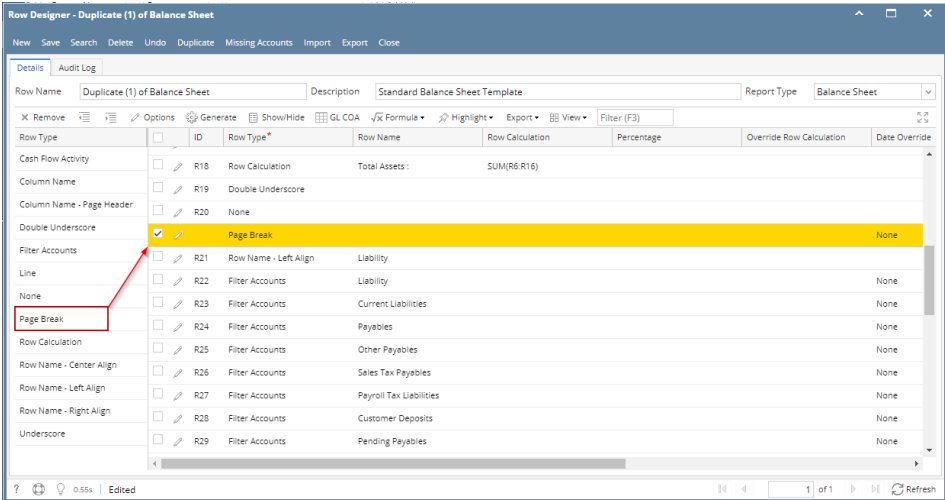 Row Designer - Duplicate (1) of Balance Sheet
New Save Search Delete Undo Duplicate Missing Accounts Import Export Close
Details Audit Log
Row Name Duplicate (1) of Balance Sheet Description Standard Balance Sheet Template Report Type Balance Sheet
Remove Options Generate Show/Hide GL COA Formula Highlight Export View Filter (F3)
Row Type ID Row Type* Row Name Row Calculation Percentage Override Row Calculation Date Override
Cash Flow Activity
R18 Row Calculation Total Assets : SUM(R6:R16)
Column Name
R19 Double Underscore
Column Name - Page Header
R20 None
Double Underscore
Page Break None
Filter Accounts
R21 Row Name - Left Align Liability
Line
R22 Filter Accounts Liability None
None
R23 Filter Accounts Current Liabilities None
Page Break
R24 Filter Accounts Payables None
Row Calculation
R25 Filter Accounts Other Payables None
Row Name - Center Align
R26 Filter Accounts Sales Tax Payables None
Row Name - Left Align
R27 Filter Accounts Payroll Tax Liabilities None
Row Name - Right Align
R28 Filter Accounts Customer Deposits None
Underscore
R29 Filter Accounts Pending Payables None
? 0.55s Edited 1 of 1 Refresh